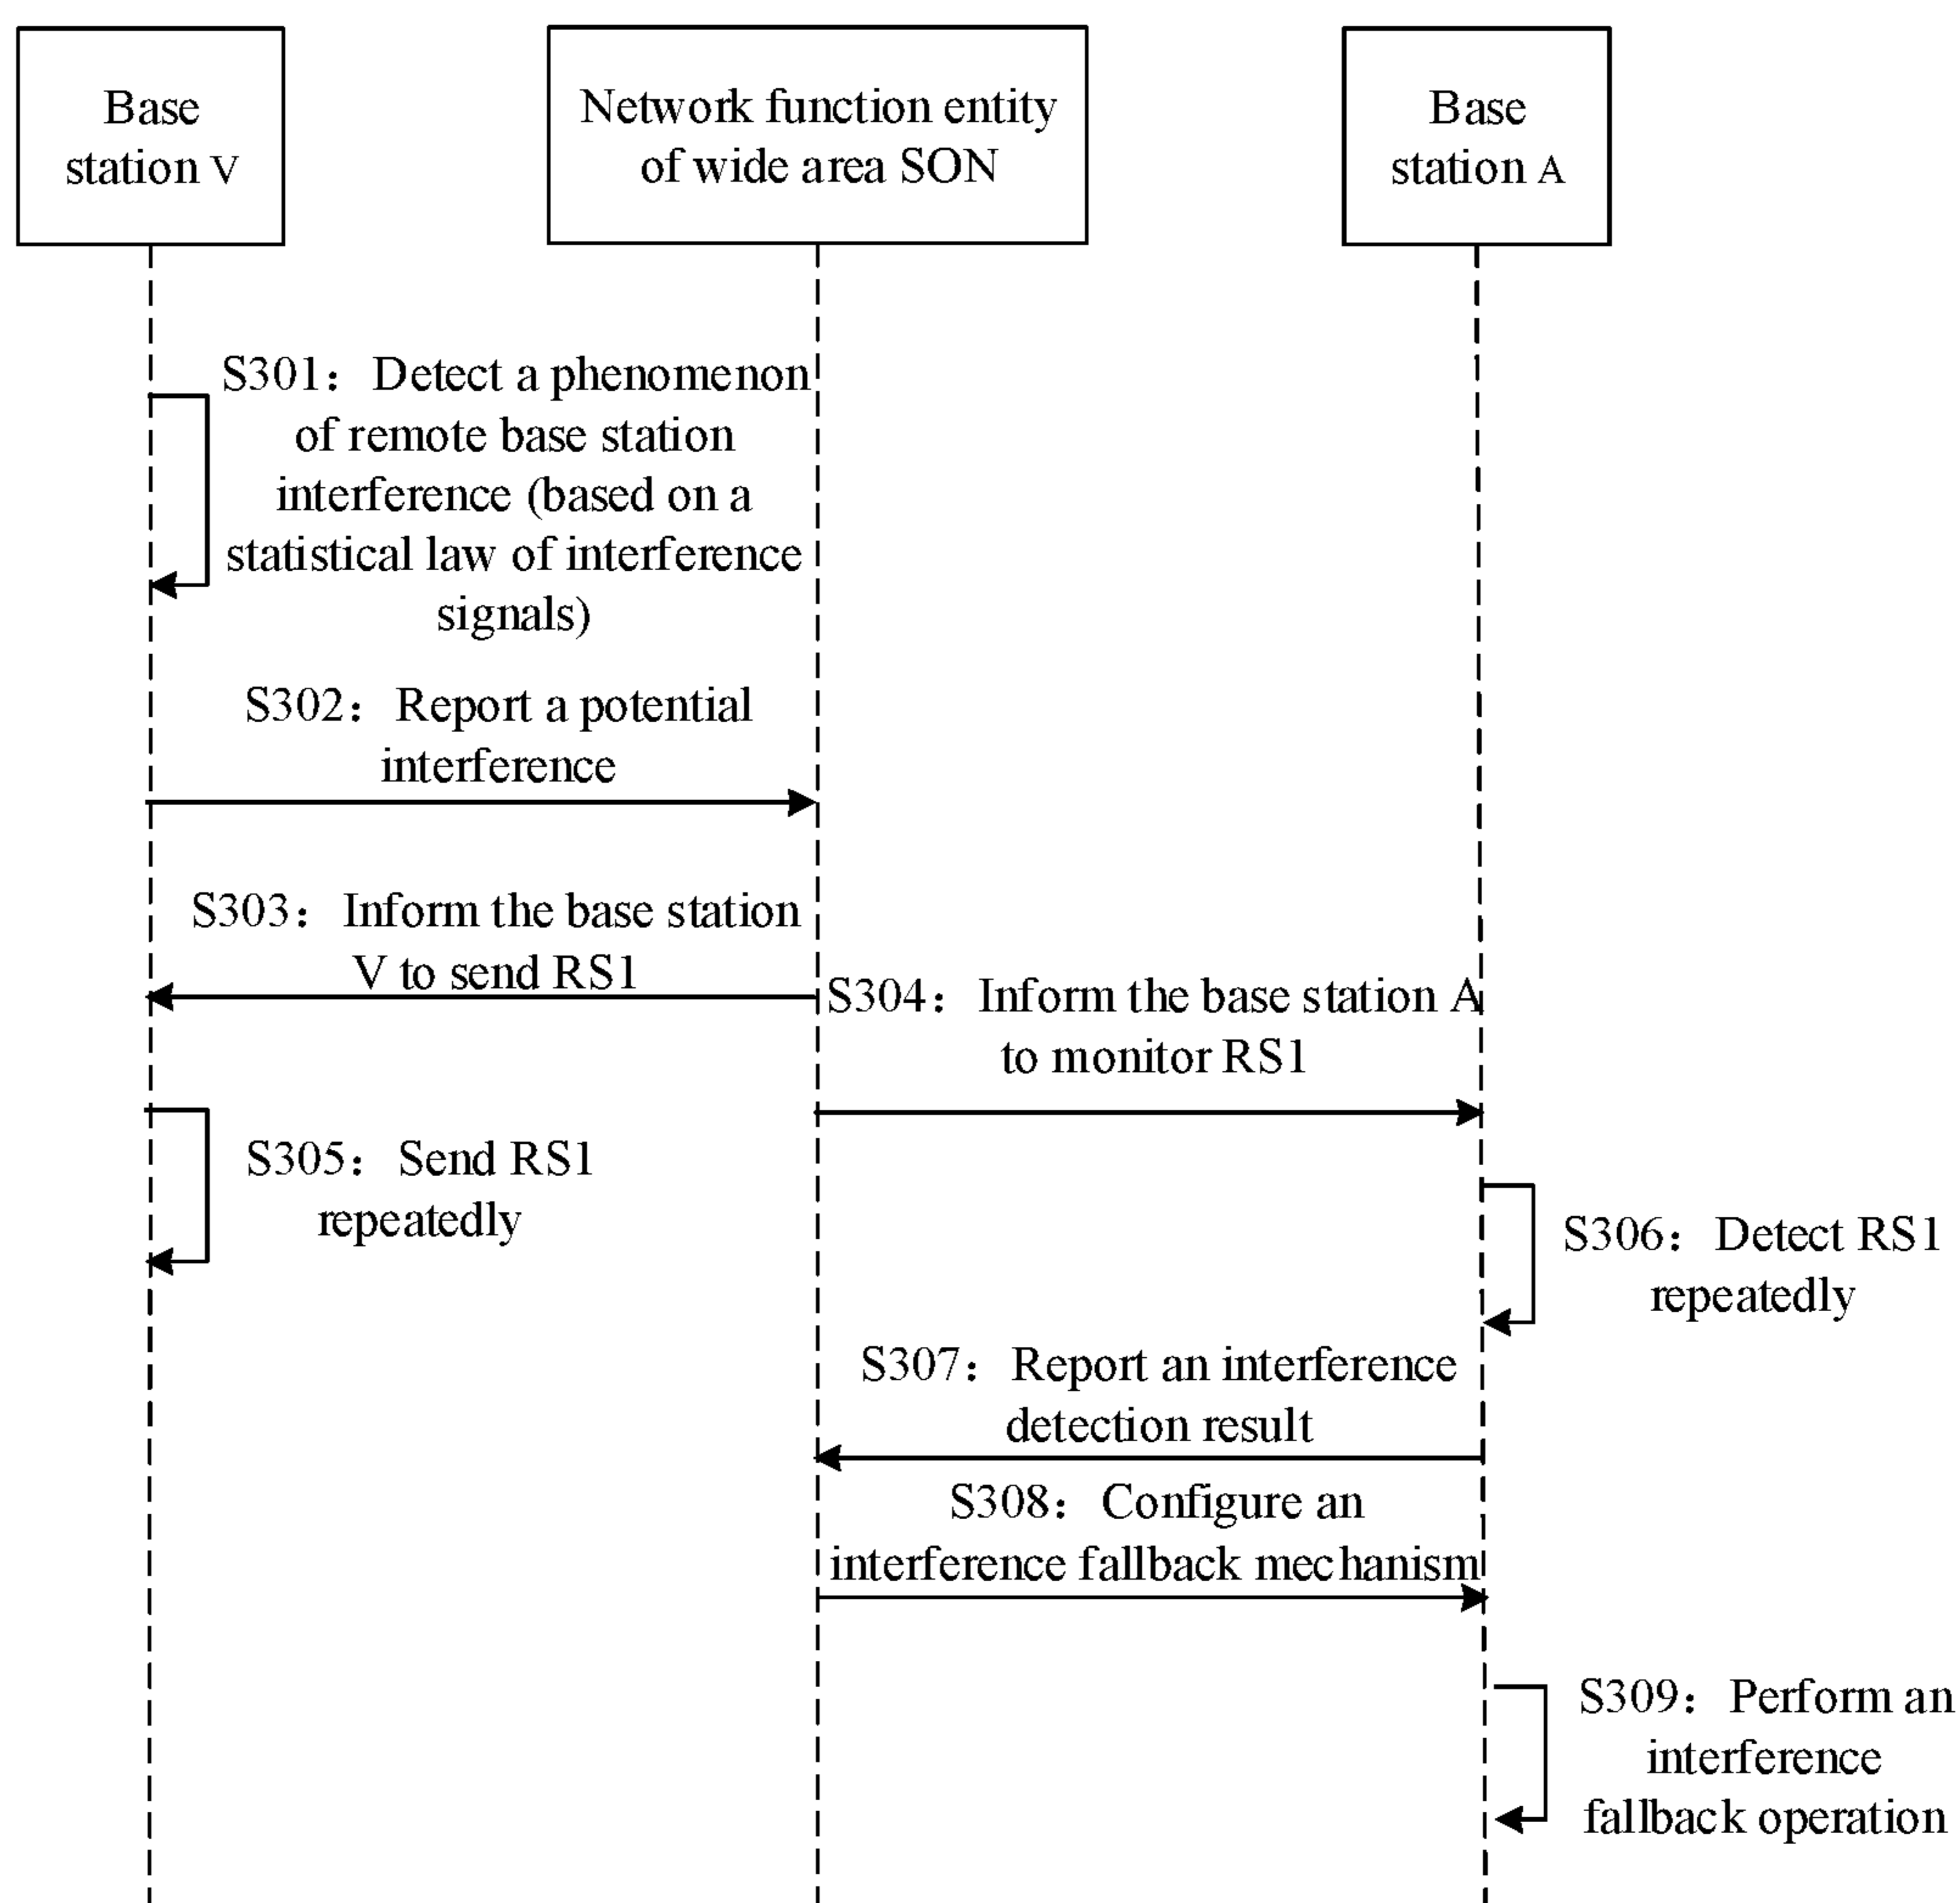 Base
station V
Network function entity
of wide area SON
Base
station A
S301：Detect a phenomenon
of remote base station
interference (based on a
statistical law of interference
signals)
S302：Report a potential
interference
S303：Inform the base station
V to send RS1
S304：Inform the base station A
to monitor RS1
S305：Send RS1
repeatedly
S306：Detect RS1
repeatedly
S307：Report an interference
detection result
S308：Configure an
interference fallback mechanism
S309：Perform an
interference
fallback operation